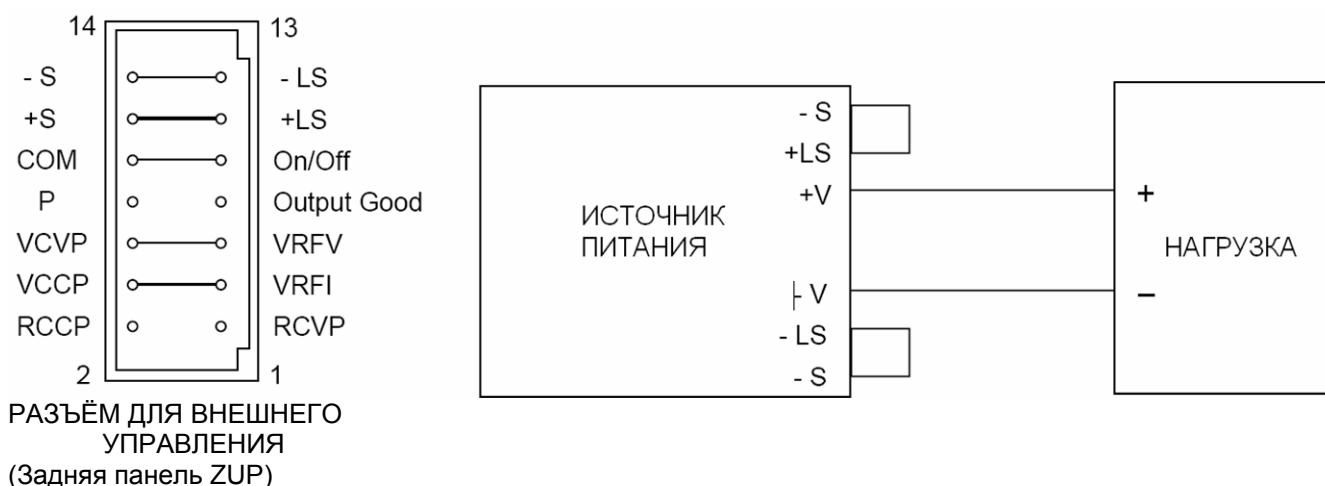 14 13
- S - LS
+S +LS
COM On/Off
P Output Good
VCVP VRFV
VCCP VRFI
RCCP RCVP
2 1
РАЗЪЁМ ДЛЯ ВНЕШНЕГО
УПРАВЛЕНИЯ
(Задняя панель ZUP)
- S
+LS
+V
ИСТОЧНИК
ПИТАНИЯ
├ V
- LS
- S
+
НАГРУЗКА
–